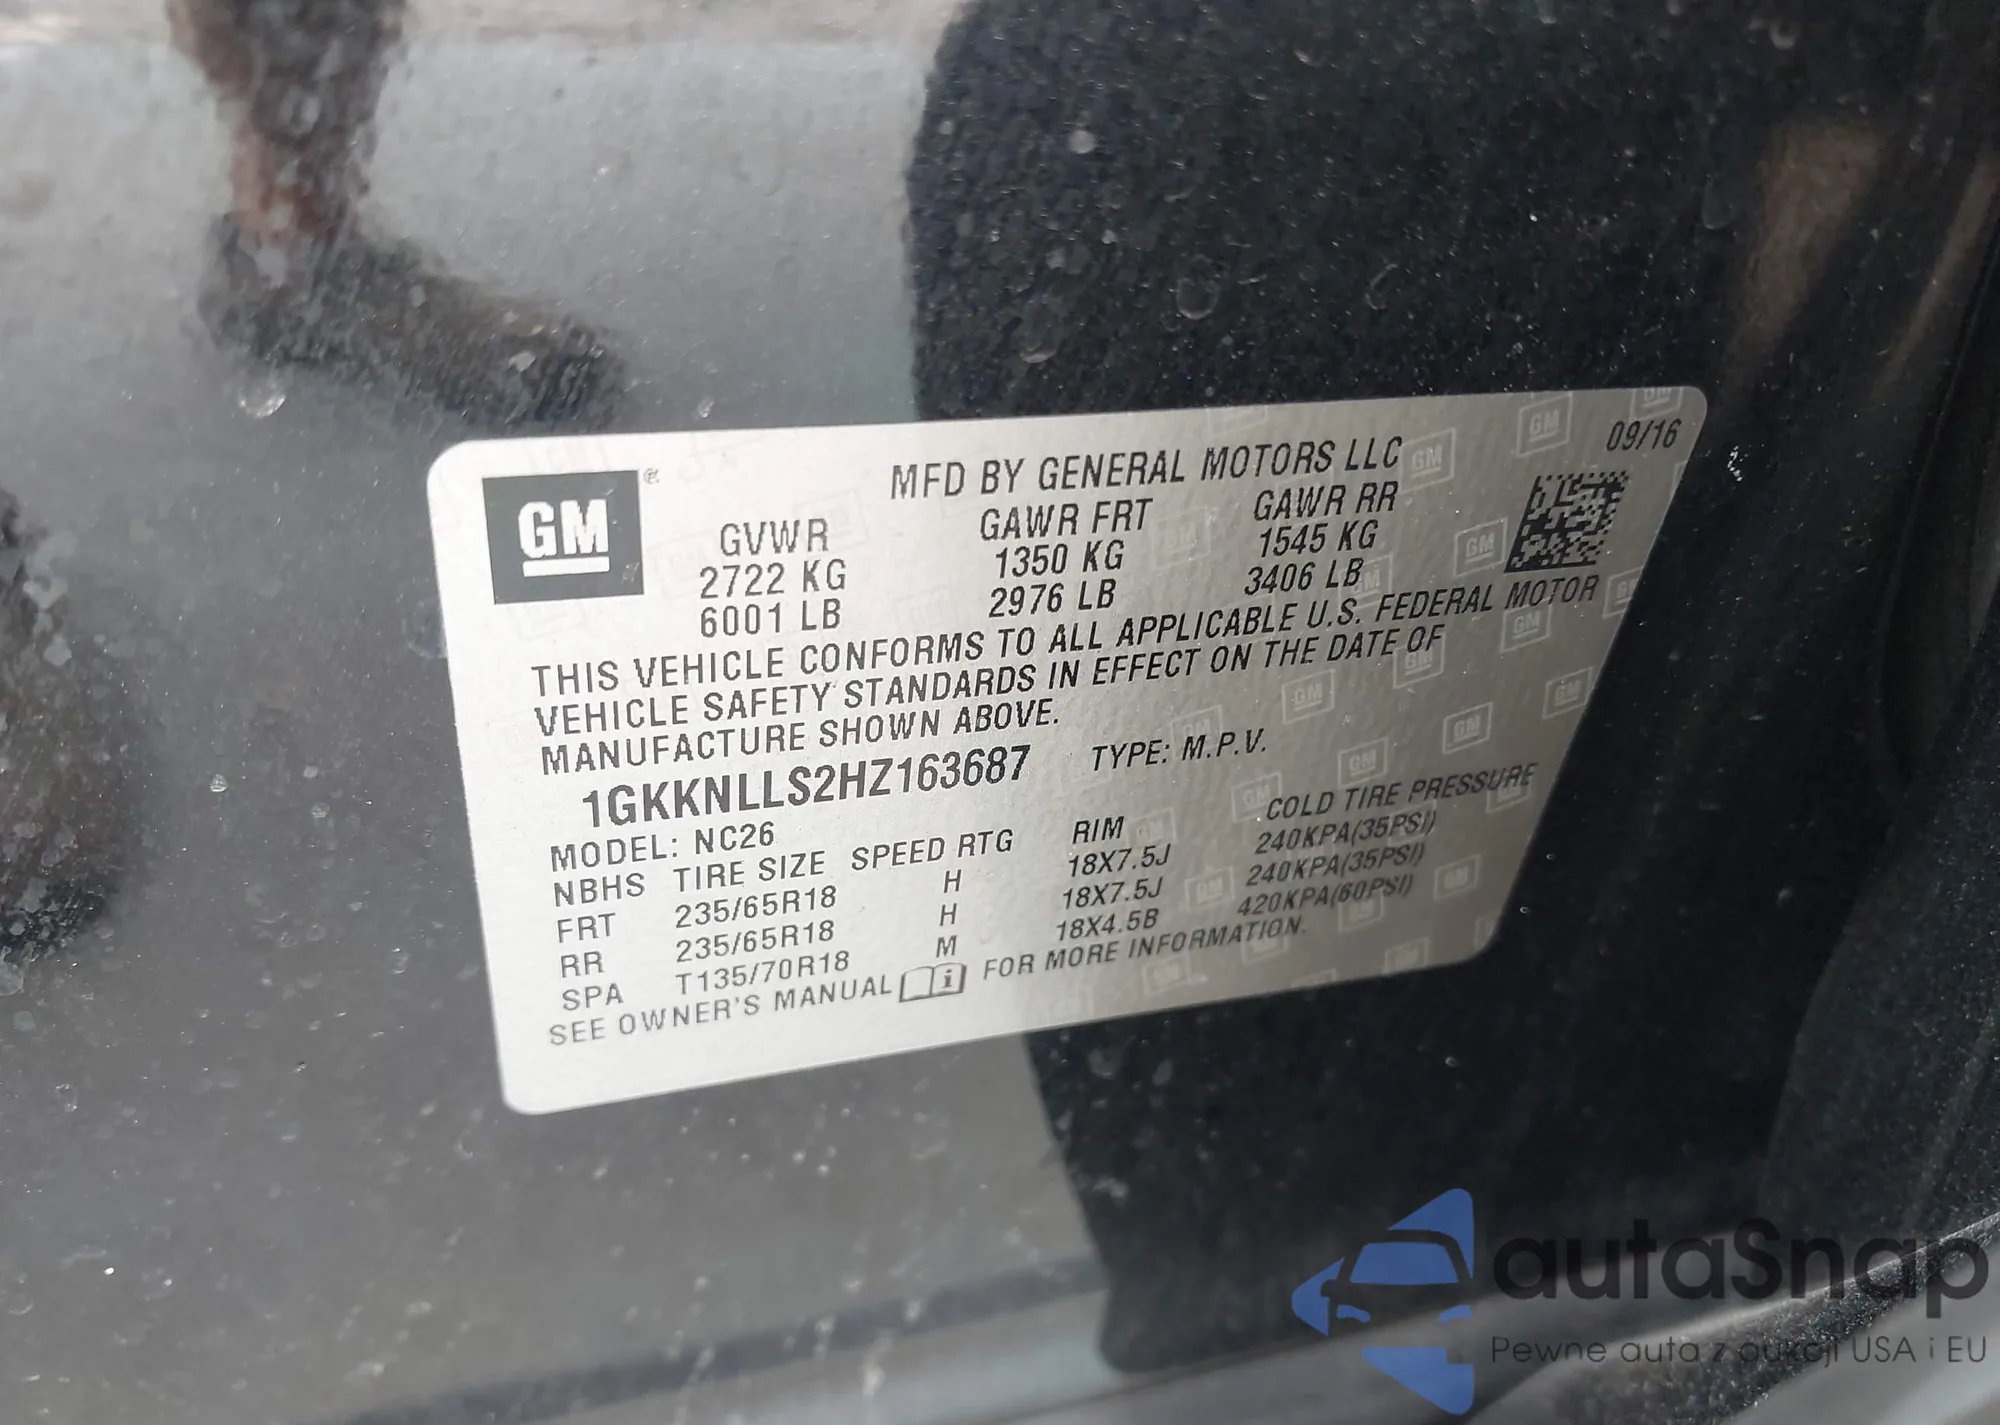 GM ®
MFD BY GENERAL MOTORS LLC 09/16
GVWR GAWR FRT GAWR RR
2722 KG 1350 KG 1545 KG
6001 LB 2976 LB 3406 LB
THIS VEHICLE CONFORMS TO ALL APPLICABLE U.S. FEDERAL MOTOR
VEHICLE SAFETY STANDARDS IN EFFECT ON THE DATE OF
MANUFACTURE SHOWN ABOVE.
1GKKNLLS2HZ163687 TYPE: M.P.V.
MODEL: NC26
NBHS TIRE SIZE SPEED RTG RIM COLD TIRE PRESSURE
FRT 235/65R18 H 18X7.5J 240KPA(35PSI)
RR 235/65R18 H 18X7.5J 240KPA(35PSI)
SPA T135/70R18 M 18X4.5B 420KPA(60PSI)
SEE OWNER'S MANUAL FOR MORE INFORMATION.
autaSnap
Pewne auta z aukcji USA i EU